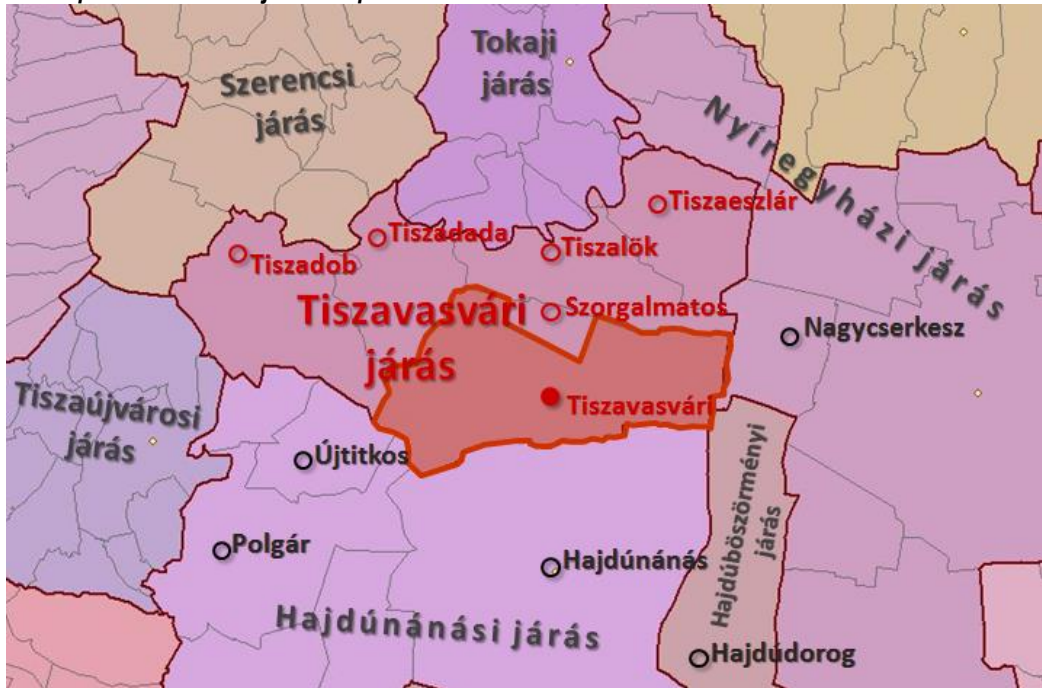 Tokaji
járás
Szerencsi
járás
Nyíregyházi járás
Tiszaeszlár
Tiszadada
Tiszalök
Tiszadob
Tiszavasvári
járás
Szorgalmatos
Nagycserkesz
Tiszavasvári
Tiszaújvárosi
járás
Újtitkos
Hajdúböszörményi
járás
Polgár
Hajdúnánás
Hajdúnánási járás
Hajdúdorog